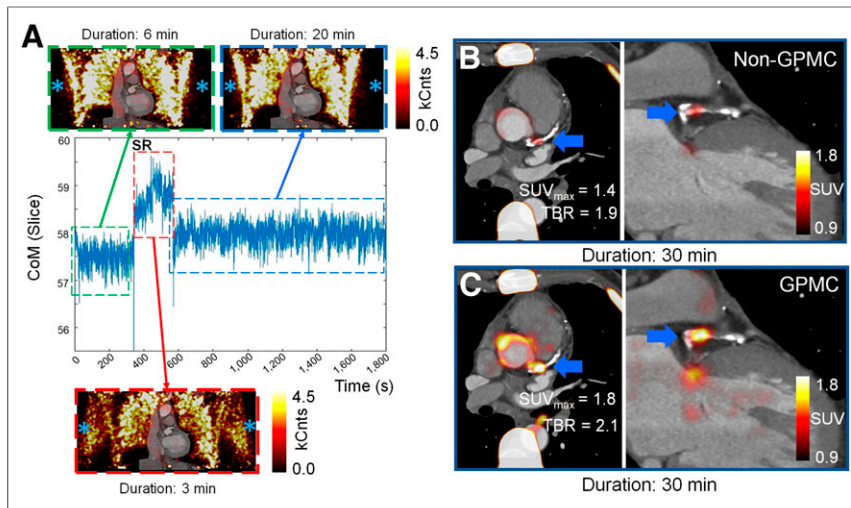 A
Duration: 6 min
Duration: 20 min
*
*
*
*
4.5
kCnts
0.0
60
59
58
57
56
55
CoM (Slice)
SR
0
200
400
600
800
1,000
1,200
1,400
1,600
1,800
Time (s)
*
*
4.5
kCnts
0.0
Duration: 3 min
B
Non-GPMC
SUVmax = 1.4
TBR = 1.9
1.8
SUV
0.9
Duration: 30 min
C
GPMC
SUVmax = 1.8
TBR = 2.1
1.8
SUV
0.9
Duration: 30 min